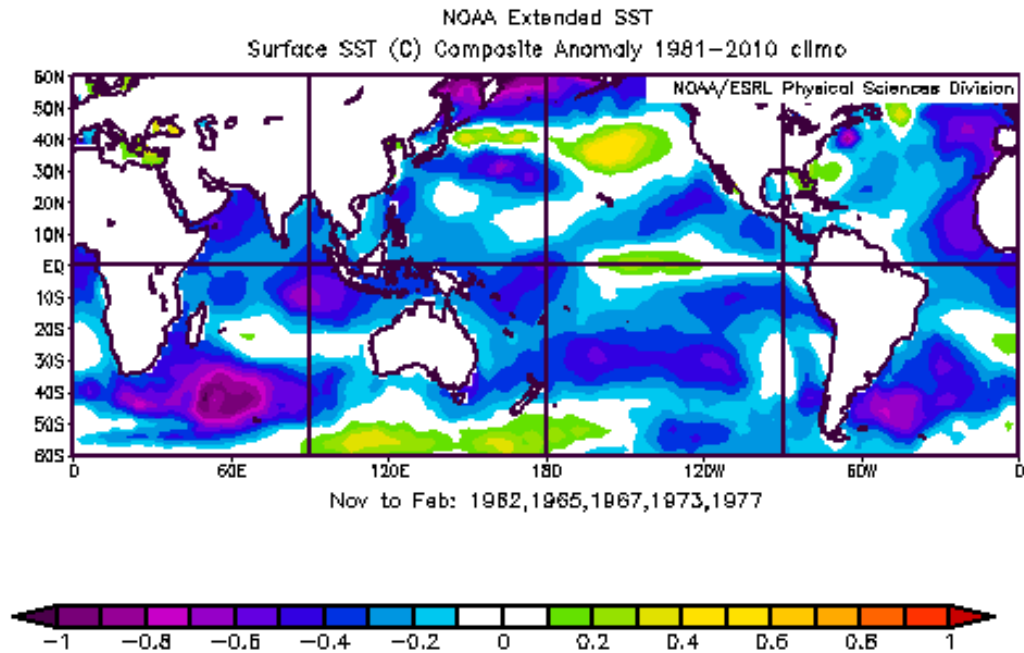 NOAA Extended SST
Surface SST (C) Composite Anomaly 1981-2010 climo
NOAA/ESRL Physical Sciences Division
60N
50N
40N
30N
20N
10N
EQ
10S
20S
30S
40S
50S
60S
0 60E 120E 180 120W 60W 0
Nov to Feb: 1962,1965,1967,1973,1977
-1 -0.8 -0.6 -0.4 -0.2 0 0.2 0.4 0.6 0.8 1